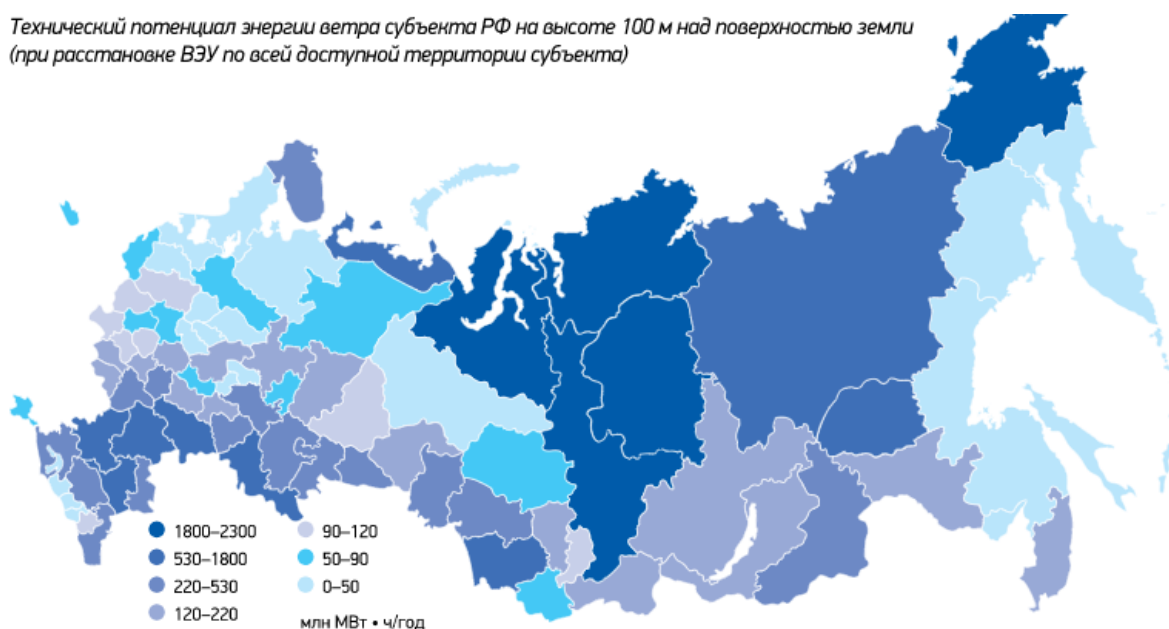 Технический потенциал энергии ветра субъекта РФ на высоте 100 м над поверхностью земли
(при расстановке ВЭУ по всей доступной территории субъекта)
1800–2300
530–1800
220–530
120–220
90–120
50–90
0–50
млн МВт • ч/год